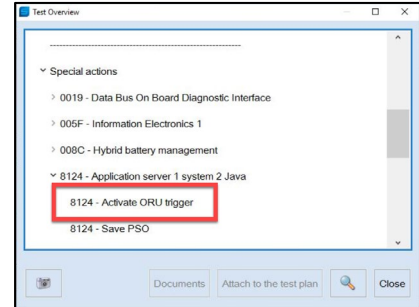 Test Overview
Special actions
0019 - Data Bus On Board Diagnostic Interface
005F - Information Electronics 1
008C - Hybrid battery management
8124 - Application server 1 system 2 Java
8124 - Activate ORU trigger
8124 - Save PSO
Documents Attach to the test plan Close